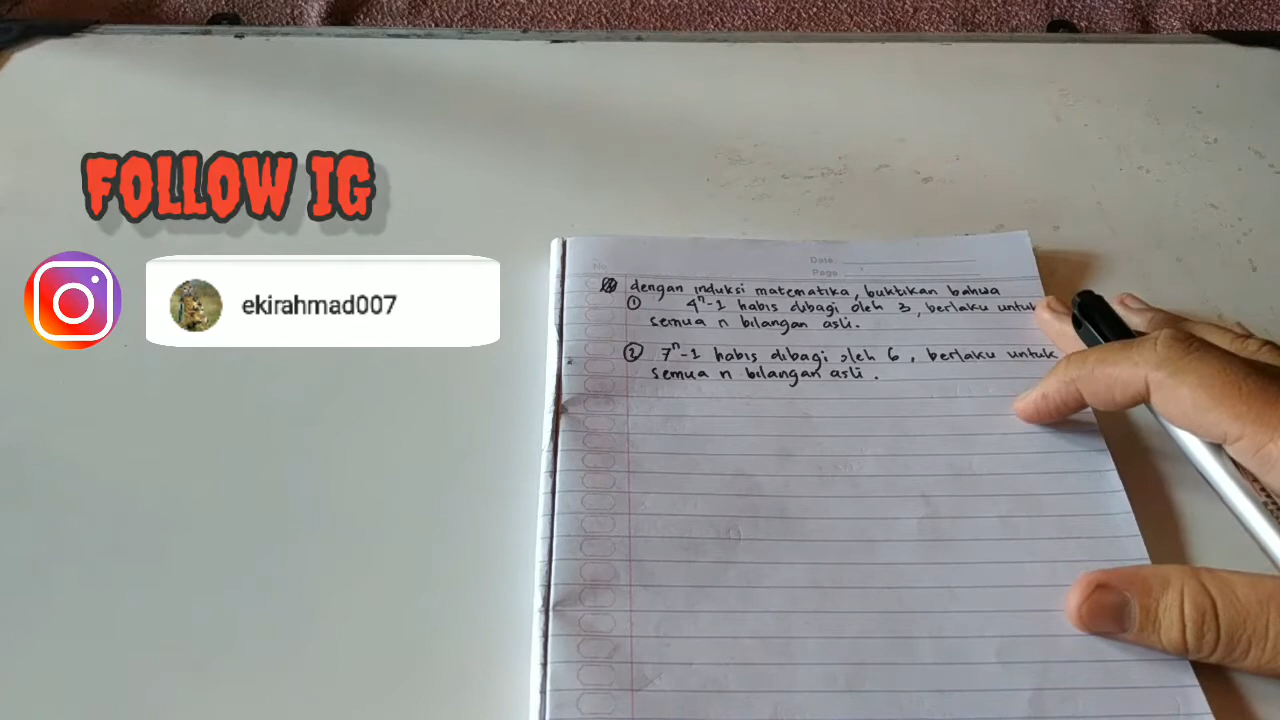 FOLLOW IG
ekirahmad007
No
Date
Page
dengan induksi matematika, buktikan bahwa
① 4ⁿ-1 habis dibagi oleh 3, berlaku untuk
semua n bilangan asli.
② 7ⁿ-1 habis dibagi oleh 6, berlaku untuk
semua n bilangan asli.